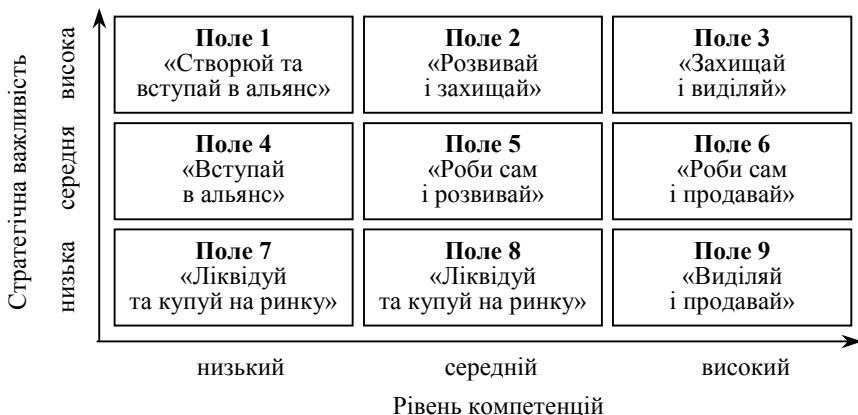 Стратегічна важливість
висока
середня
низька
Поле 1
«Створюй та
вступай в альянс»
Поле 2
«Розвивай
і захищай»
Поле 3
«Захищай
і виділяй»
Поле 4
«Вступай
в альянс»
Поле 5
«Роби сам
і розвивай»
Поле 6
«Роби сам
і продавай»
Поле 7
«Ліквідуй
та купуй на ринку»
Поле 8
«Ліквідуй
та купуй на ринку»
Поле 9
«Виділяй
і продавай»
низький
середній
високий
Рівень компетенцій